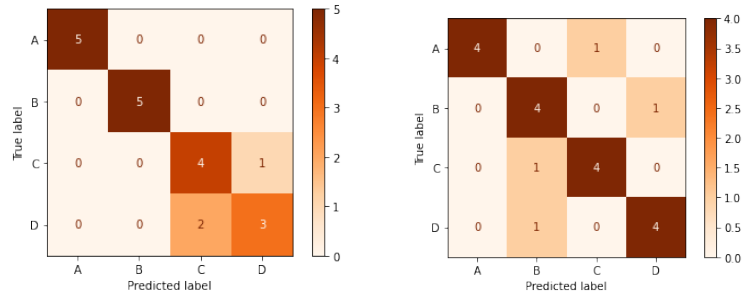 A 5 0 0 0
B 0 5 0 0
C 0 0 4 1
D 0 0 2 3
A B C D
Predicted label
True label
5
4
3
2
1
0
A 4 0 1 0
B 0 4 0 1
C 0 1 4 0
D 0 1 0 4
A B C D
Predicted label
True label
4.0
3.5
3.0
2.5
2.0
1.5
1.0
0.5
0.0